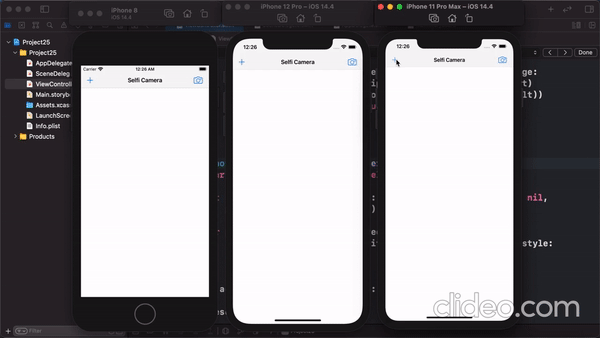 iPhone 8
iOS 14.4
iPhone 12 Pro – iOS 14.4
iPhone 11 Pro Max – iOS 14.4
Project25
Project25
AppDelegate
SceneDeleg
ViewControll
Main.storyb
Assets.xcas
LaunchScre
Info.plist
Products
Filter
Carrier
12:26 AM
+
Selfi Camera
12:26
+
Selfi Camera
12:26
Selfi Camera
Done
age:
t)
lt))
nil,
style:
clideo.com